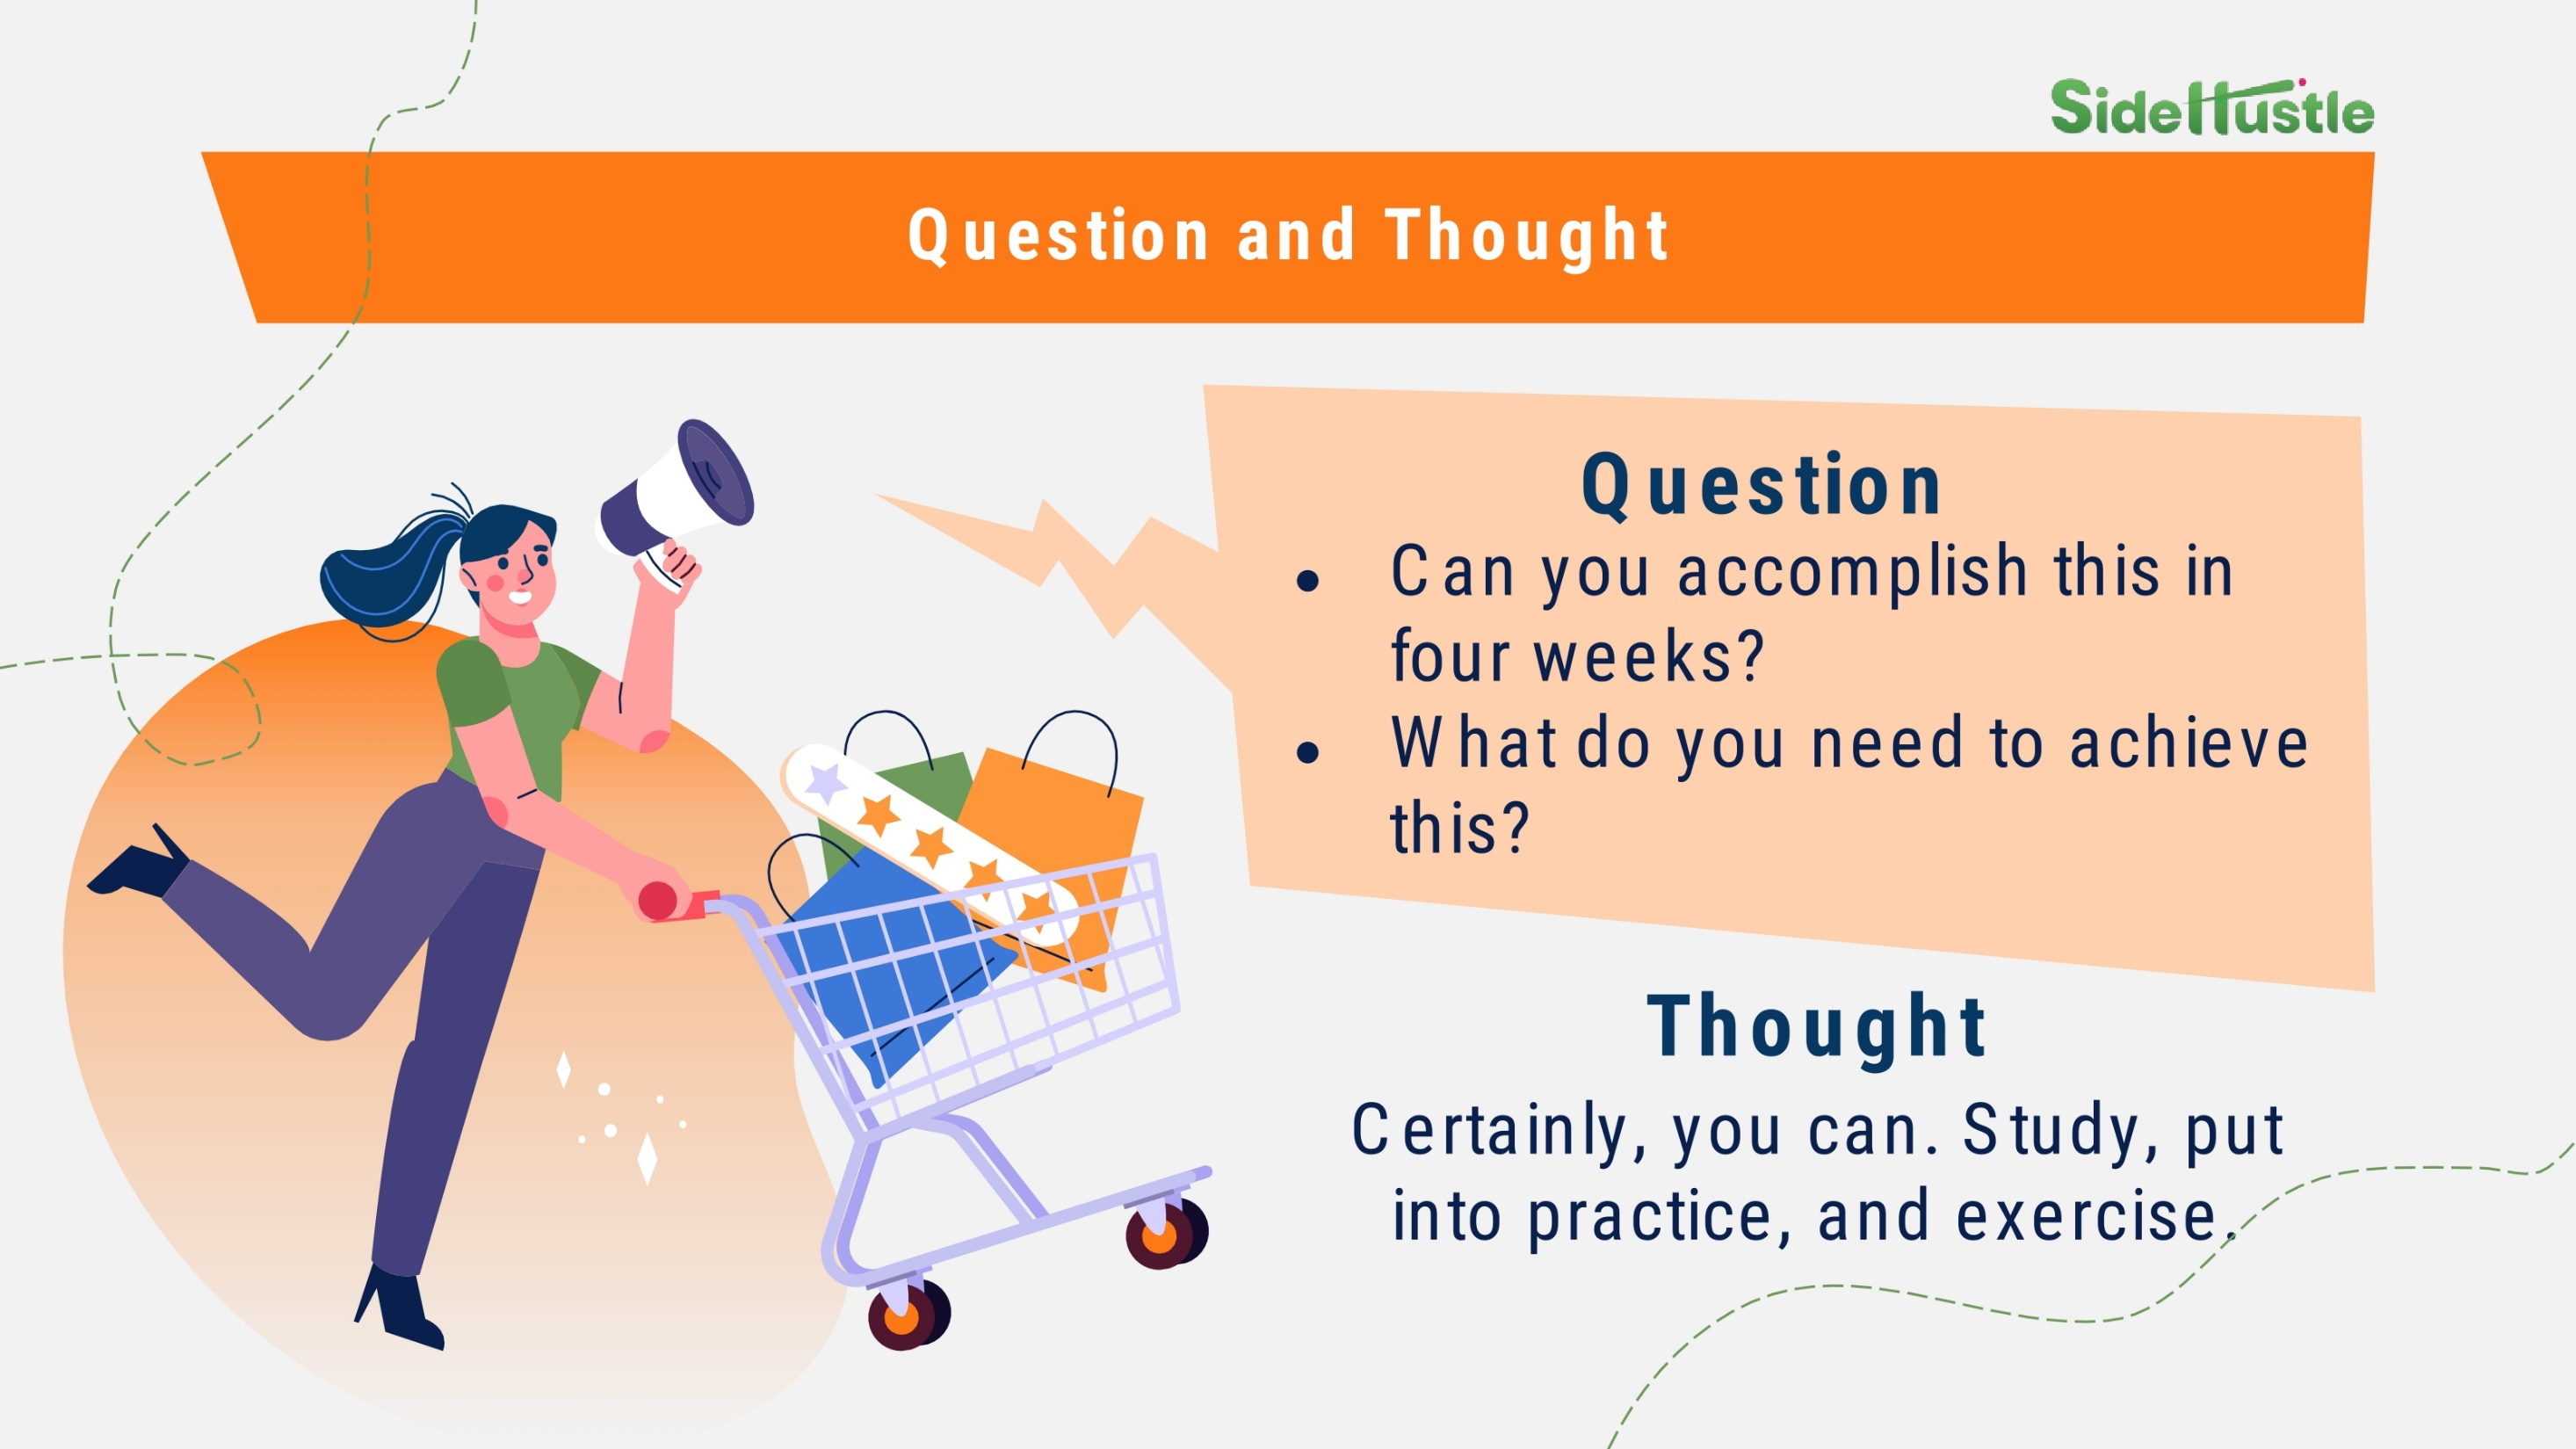 SideHustle
Question and Thought
Question
• Can you accomplish this in
four weeks?
• What do you need to achieve
this?
Thought
Certainly, you can. Study, put
into practice, and exercise.